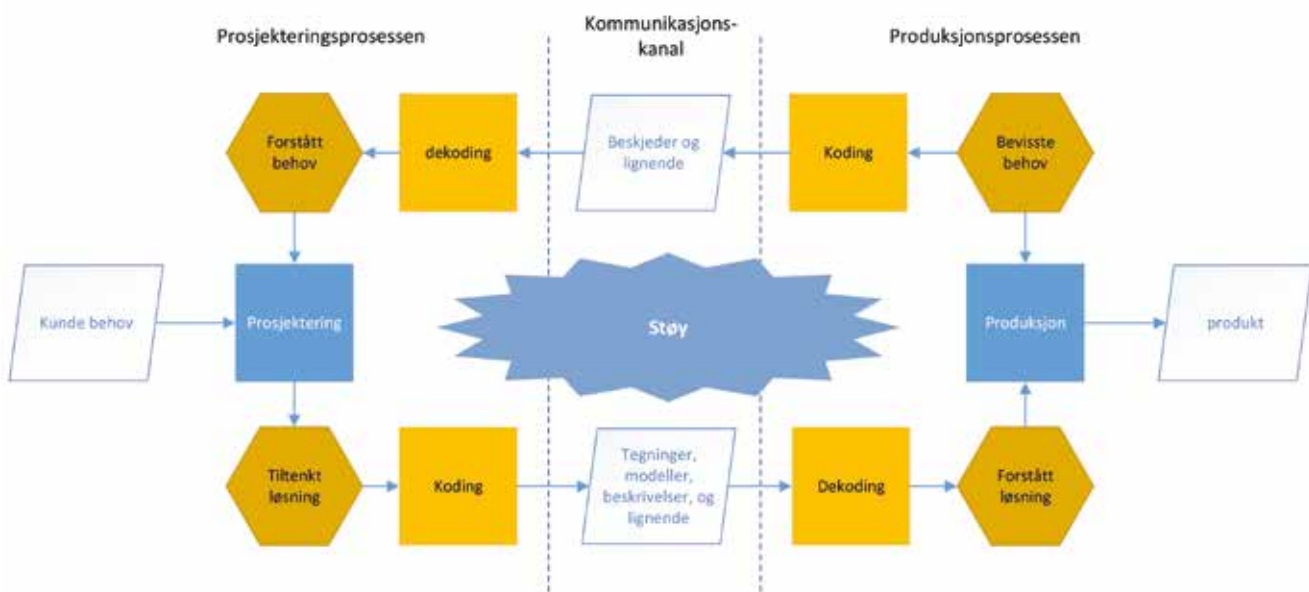 Prosjekteringsprosessen
Kommunikasjons-
kanal
Produksjonsprosessen
Forstått
behov
dekoding
Beskjeder og
lignende
Koding
Bevisste
behov
Kunde behov
Prosjektering
Støy
Produksjon
produkt
Tiltenkt
løsning
Koding
Tegninger,
modeller,
beskrivelser, og
lignende
Dekoding
Forstått
løsning